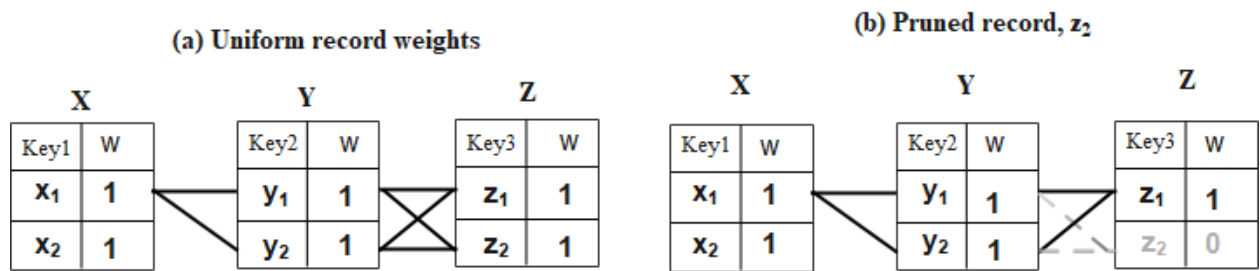 (a) Uniform record weights
X Y Z
Key1 W Key2 W Key3 W
x₁ 1 y₁ 1 z₁ 1
x₂ 1 y₂ 1 z₂ 1
(b) Pruned record, z₂
X Y Z
Key1 W Key2 W Key3 W
x₁ 1 y₁ 1 z₁ 1
x₂ 1 y₂ 1 z₂ 0